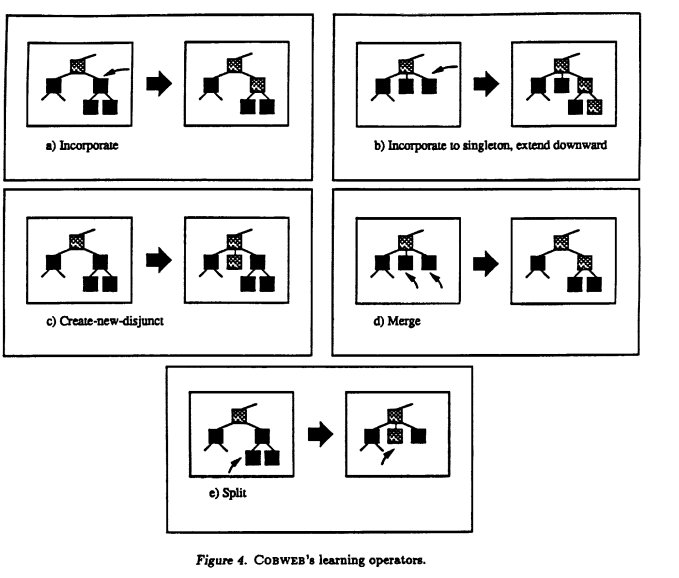 a) Incorporate
b) Incorporate to singleton, extend downward
c) Create-new-disjunct
d) Merge
e) Split
Figure 4. COBWEB's learning operators.